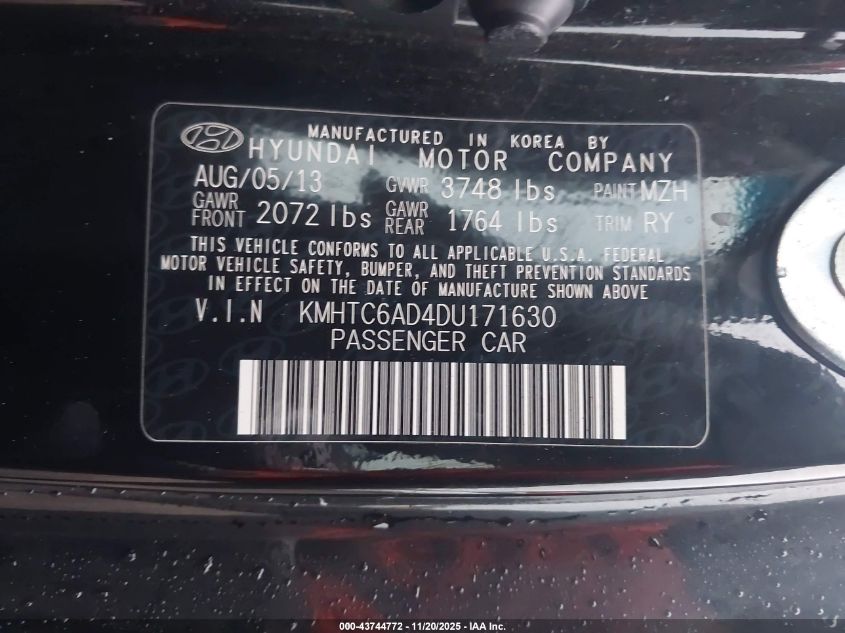 MANUFACTURED IN KOREA BY
HYUNDAI MOTOR COMPANY
AUG/05/13 GVWR 3748 lbs PAINT MZH
GAWR FRONT 2072 lbs GAWR REAR 1764 lbs TRIM RY
THIS VEHICLE CONFORMS TO ALL APPLICABLE U.S.A. FEDERAL
MOTOR VEHICLE SAFETY, BUMPER, AND THEFT PREVENTION STANDARDS
IN EFFECT ON THE DATE OF MANUFACTURE SHOWN ABOVE
V.I.N KMHTC6AD4DU171630
PASSENGER CAR
000-43744772 - 11/20/2025 - IAA Inc.